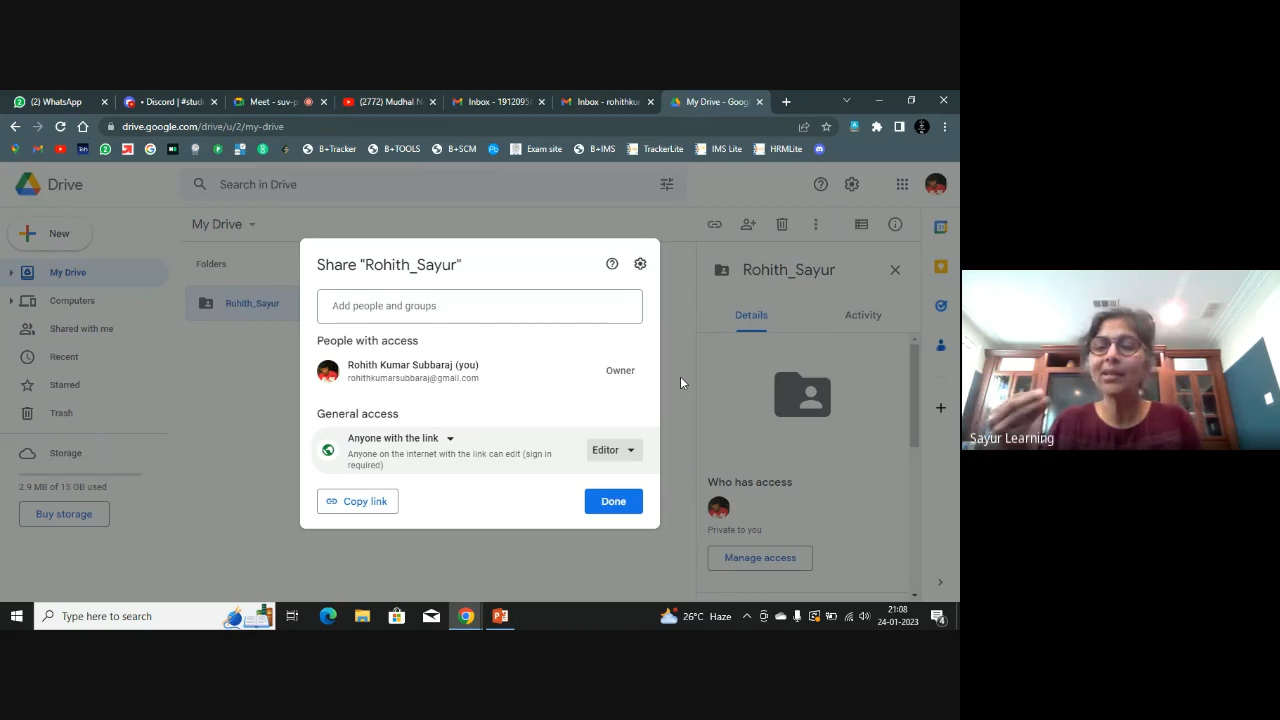 (2) WhatsApp
• Discord | #stud
Meet - suv-p
(2772) Mudhal N
Inbox - 1912095
Inbox - rohithku
My Drive - Goog
drive.google.com/drive/u/2/my-drive
B+Tracker
B+TOOLS
B+SCM
Exam site
B+IMS
TrackerLite
IMS Lite
HRMLite
Drive
Search in Drive
New
My Drive
My Drive
Computers
Shared with me
Recent
Starred
Trash
Storage
2.9 MB of 15 GB used
Buy storage
Folders
Rohith_Sayur
Share "Rohith_Sayur"
Add people and groups
People with access
Rohith Kumar Subbaraj (you)
rohithkumarsubbaraj@gmail.com
Owner
General access
Anyone with the link
Anyone on the internet with the link can edit (sign in
required)
Editor
Copy link
Done
Rohith_Sayur
Details
Activity
Who has access
Private to you
Manage access
Sayur Learning
Type here to search
26°C Haze
21:08
24-01-2023
4